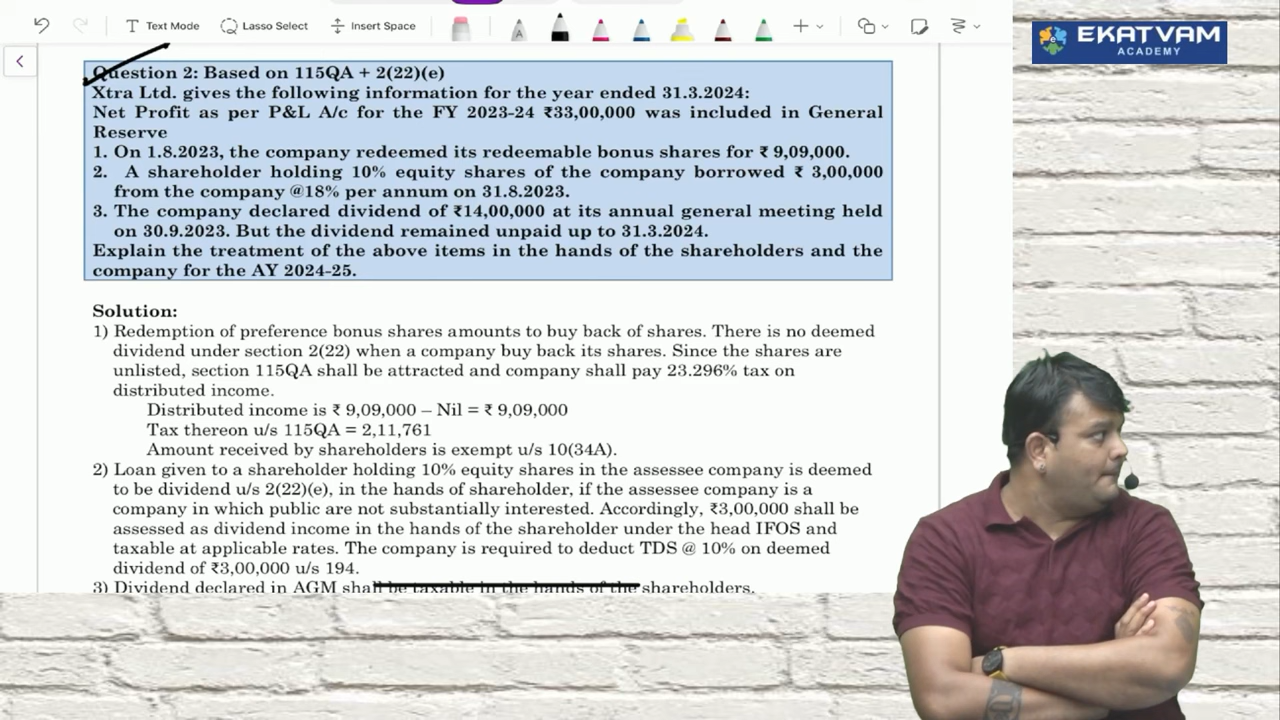 Text Mode Lasso Select Insert Space
EKATVAM
ACADEMY
Question 2: Based on 115QA + 2(22)(e)
Xtra Ltd. gives the following information for the year ended 31.3.2024:
Net Profit as per P&L A/c for the FY 2023-24 ₹33,00,000 was included in General
Reserve
1. On 1.8.2023, the company redeemed its redeemable bonus shares for ₹ 9,09,000.
2. A shareholder holding 10% equity shares of the company borrowed ₹ 3,00,000
from the company @18% per annum on 31.8.2023.
3. The company declared dividend of ₹14,00,000 at its annual general meeting held
on 30.9.2023. But the dividend remained unpaid up to 31.3.2024.
Explain the treatment of the above items in the hands of the shareholders and the
company for the AY 2024-25.
Solution:
1) Redemption of preference bonus shares amounts to buy back of shares. There is no deemed
dividend under section 2(22) when a company buy back its shares. Since the shares are
unlisted, section 115QA shall be attracted and company shall pay 23.296% tax on
distributed income.
Distributed income is ₹ 9,09,000 – Nil = ₹ 9,09,000
Tax thereon u/s 115QA = 2,11,761
Amount received by shareholders is exempt u/s 10(34A).
2) Loan given to a shareholder holding 10% equity shares in the assessee company is deemed
to be dividend u/s 2(22)(e), in the hands of shareholder, if the assessee company is a
company in which public are not substantially interested. Accordingly, ₹3,00,000 shall be
assessed as dividend income in the hands of the shareholder under the head IFOS and
taxable at applicable rates. The company is required to deduct TDS @ 10% on deemed
dividend of ₹3,00,000 u/s 194.
3) Dividend declared in AGM shall be taxable in the hands of the shareholders.